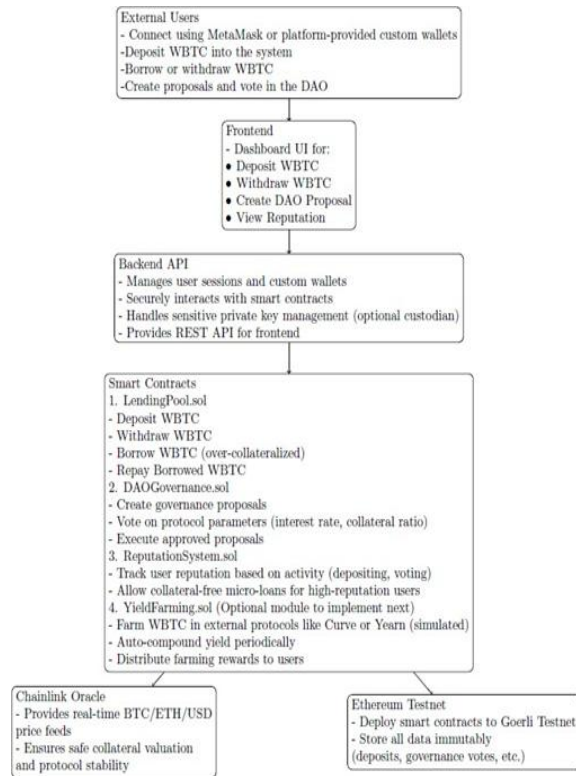 External Users
- Connect using MetaMask or platform-provided custom wallets
-Deposit WBTC into the system
-Borrow or withdraw WBTC
-Create proposals and vote in the DAO
Frontend
- Dashboard UI for:
● Deposit WBTC
● Withdraw WBTC
● Create DAO Proposal
● View Reputation
Backend API
- Manages user sessions and custom wallets
- Securely interacts with smart contracts
- Handles sensitive private key management (optional custodian)
- Provides REST API for frontend
Smart Contracts
1. LendingPool.sol
- Deposit WBTC
- Withdraw WBTC
- Borrow WBTC (over-collateralized)
- Repay Borrowed WBTC
2. DAOGovernance.sol
- Create governance proposals
- Vote on protocol parameters (interest rate, collateral ratio)
- Execute approved proposals
3. ReputationSystem.sol
- Track user reputation based on activity (depositing, voting)
- Allow collateral-free micro-loans for high-reputation users
4. YieldFarming.sol (Optional module to implement next)
- Farm WBTC in external protocols like Curve or Yearn (simulated)
- Auto-compound yield periodically
- Distribute farming rewards to users
Chainlink Oracle
- Provides real-time BTC/ETH/USD
price feeds
- Ensures safe collateral valuation
and protocol stability
Ethereum Testnet
- Deploy smart contracts to Goerli Testnet
- Store all data immutably
(deposits, governance votes, etc.)